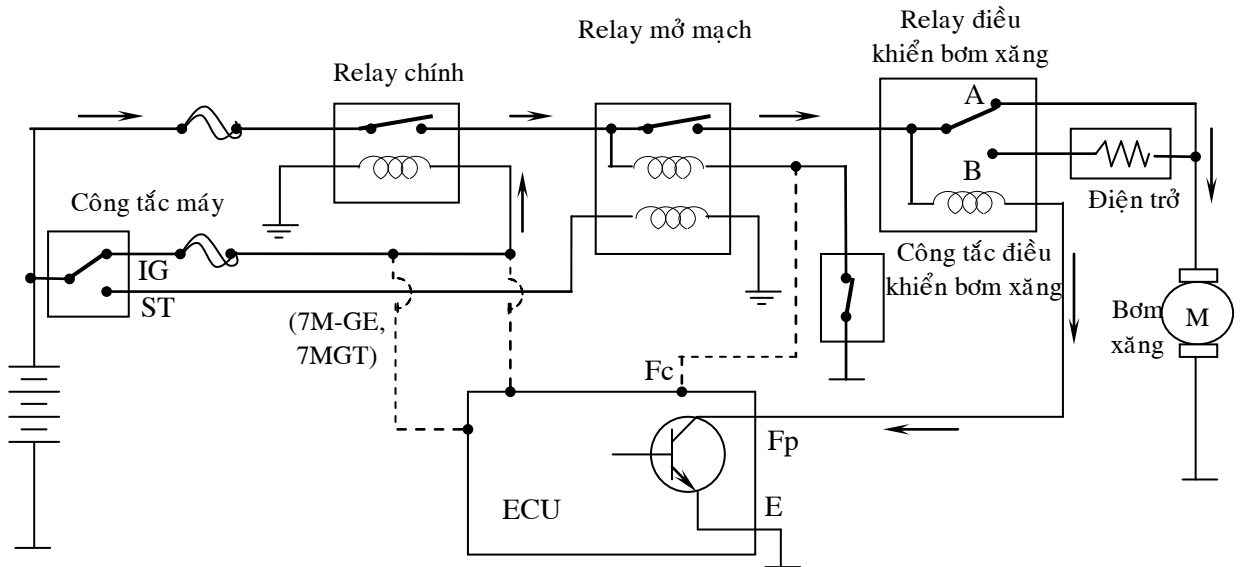 Relay điều
khiển bơm xăng
Relay mở mạch
Relay chính
A
B
Điện trở
Công tắc máy
IG
ST
Công tắc điều
khiển bơm xăng
(7M-GE,
7MGT)
Bơm
xăng
M
Fc
Fp
E
ECU